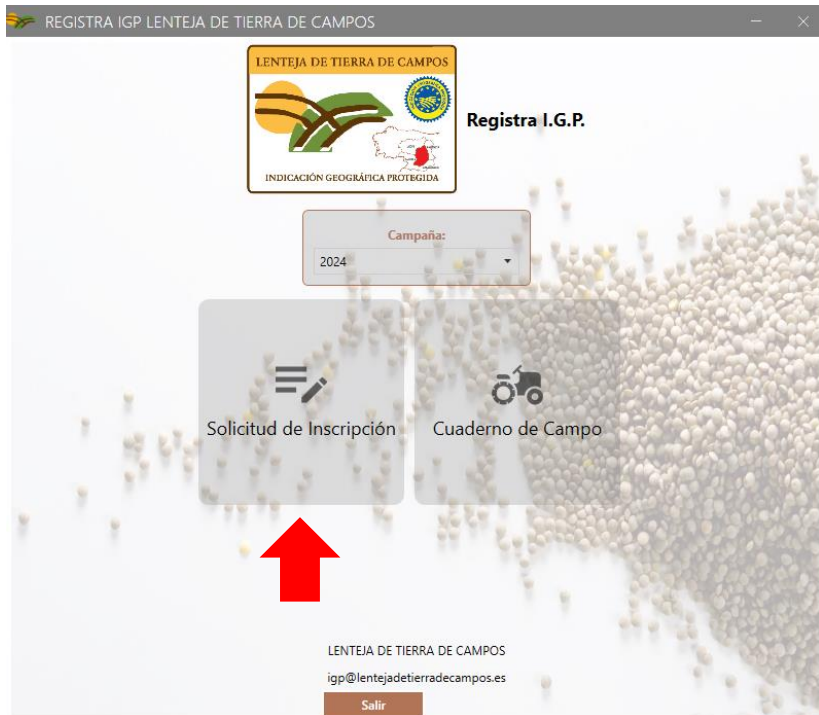 REGISTRA IGP LENTEJA DE TIERRA DE CAMPOS
LENTEJA DE TIERRA DE CAMPOS
INDICACIÓN GEOGRÁFICA PROTEGIDA
Registra I.G.P.
Campaña:
2024
Solicitud de Inscripción
Cuaderno de Campo
LENTEJA DE TIERRA DE CAMPOS
igp@lentejadetierradecampos.es
Salir